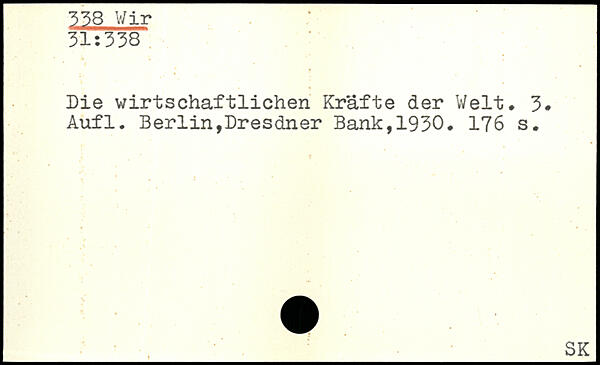 338 Wir
31:338
Die wirtschaftlichen Kräfte der Welt. 3.
Aufl. Berlin,Dresdner Bank,1930. 176 s.
SK